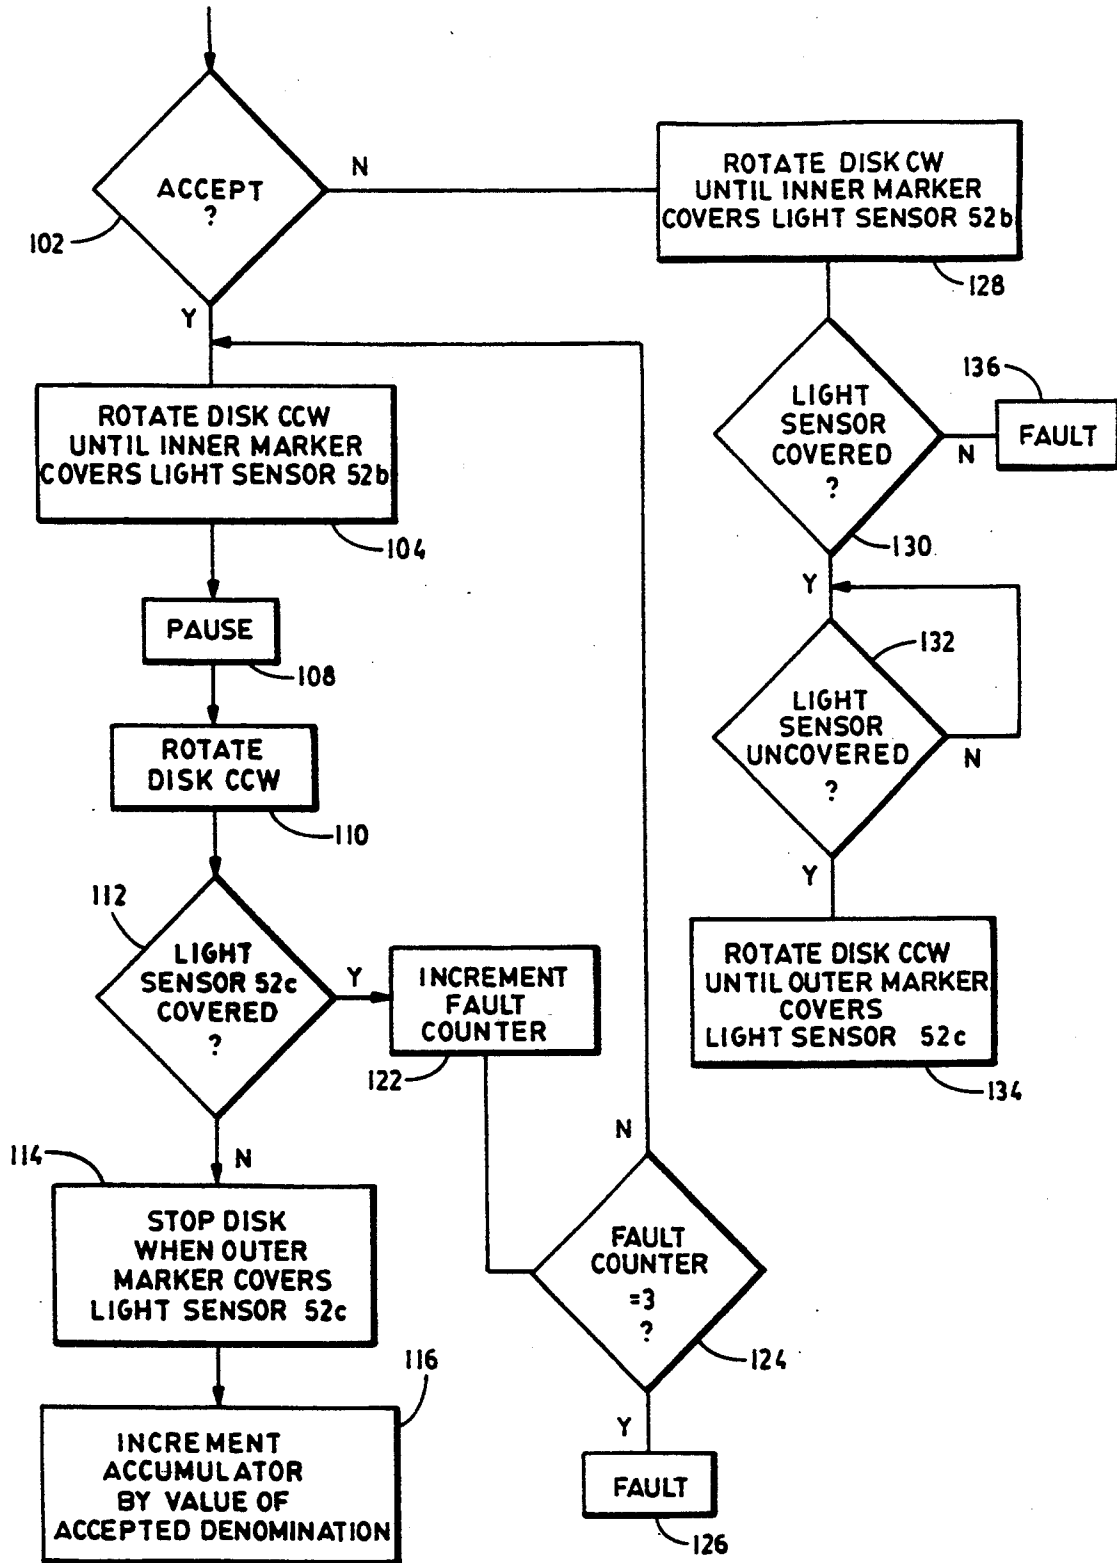 ACCEPT
?
102
N
Y
ROTATE DISK CW
UNTIL INNER MARKER
COVERS LIGHT SENSOR 52b
128
ROTATE DISK CCW
UNTIL INNER MARKER
COVERS LIGHT SENSOR 52b
104
LIGHT
SENSOR
COVERED
?
130
N
Y
136
FAULT
PAUSE
108
132
LIGHT
SENSOR
UNCOVERED
?
N
Y
ROTATE
DISK CCW
110
112
LIGHT
SENSOR 52c
COVERED
?
Y
N
INCREMENT
FAULT
COUNTER
122
ROTATE DISK CCW
UNTIL OUTER MARKER
COVERS
LIGHT SENSOR 52c
134
114
STOP DISK
WHEN OUTER
MARKER COVERS
LIGHT SENSOR 52c
N
FAULT
COUNTER
=3
?
124
Y
116
INCREMENT
ACCUMULATOR
BY VALUE OF
ACCEPTED DENOMINATION
FAULT
126